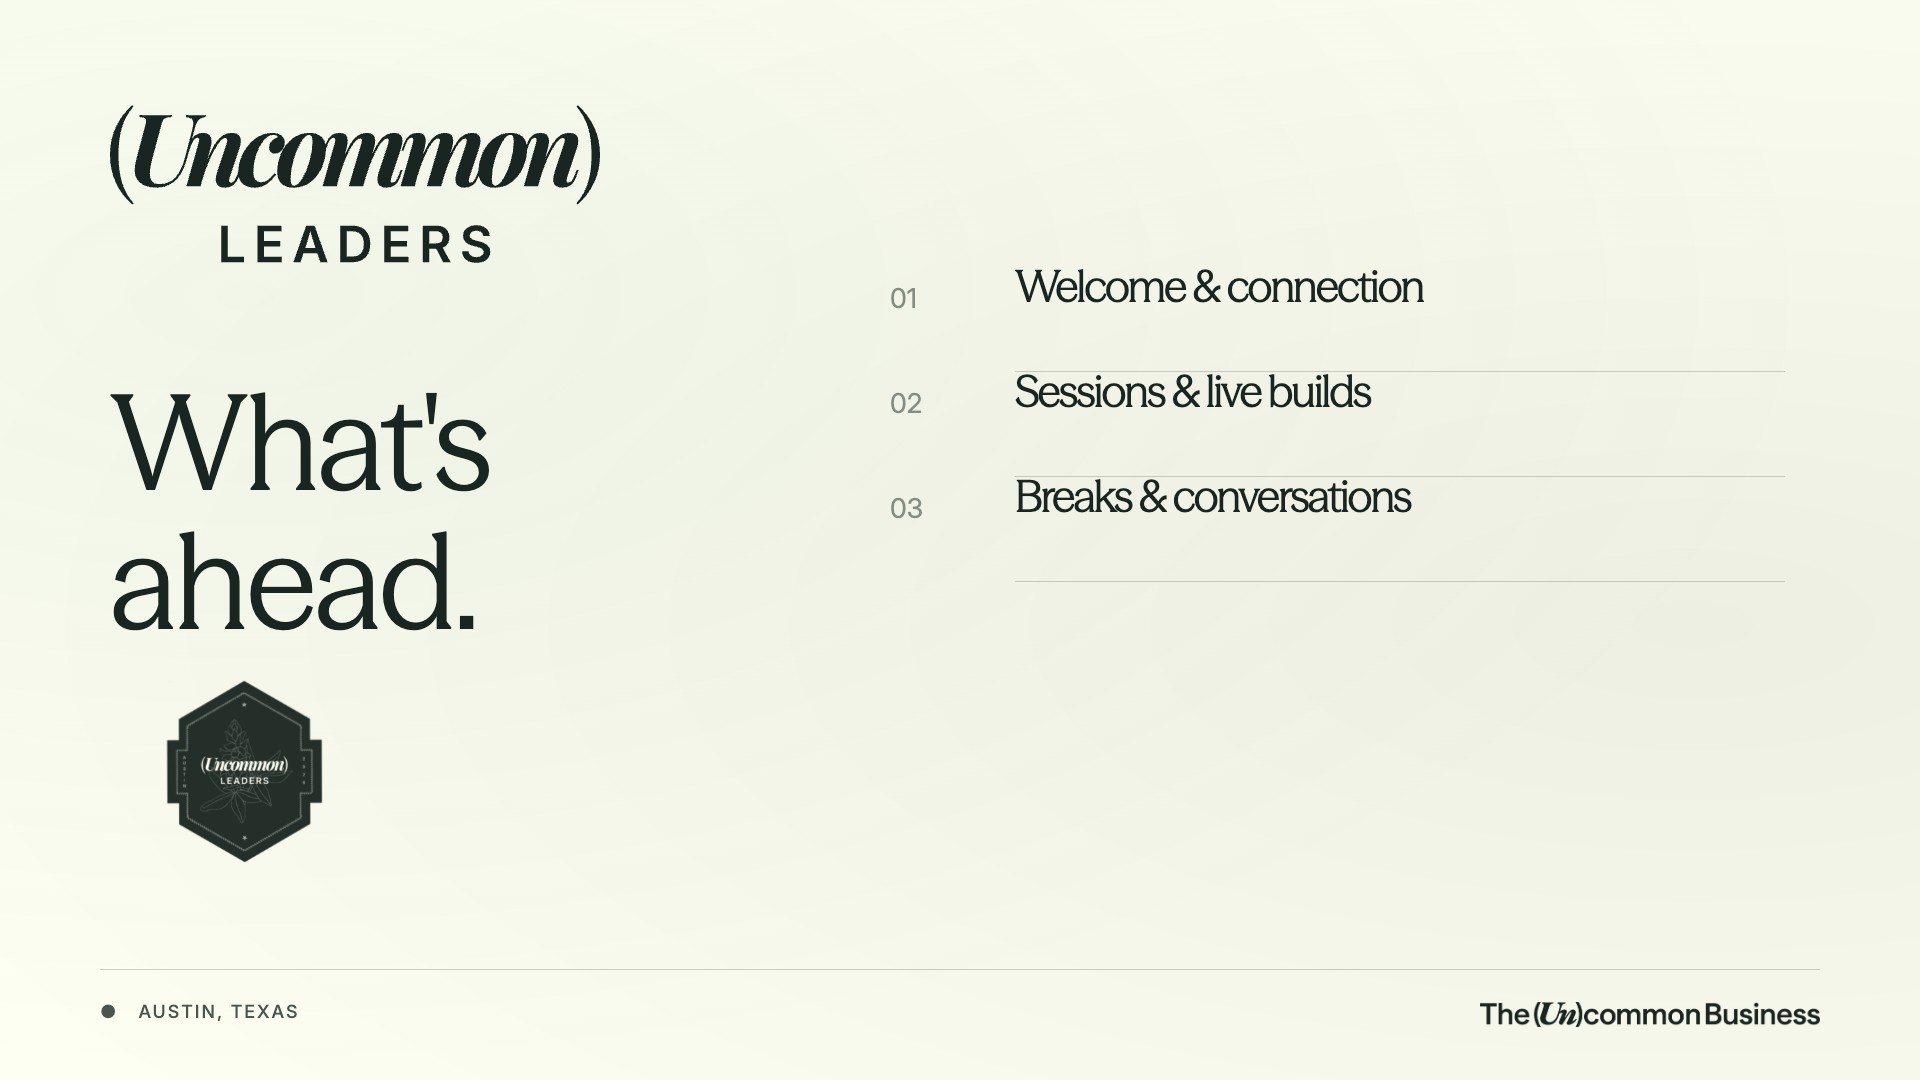 (Uncommon)
LEADERS
What's
ahead.
01 Welcome & connection
02 Sessions & live builds
03 Breaks & conversations
(Uncommon)
LEADERS
AUSTIN, TEXAS
The (Un)common Business